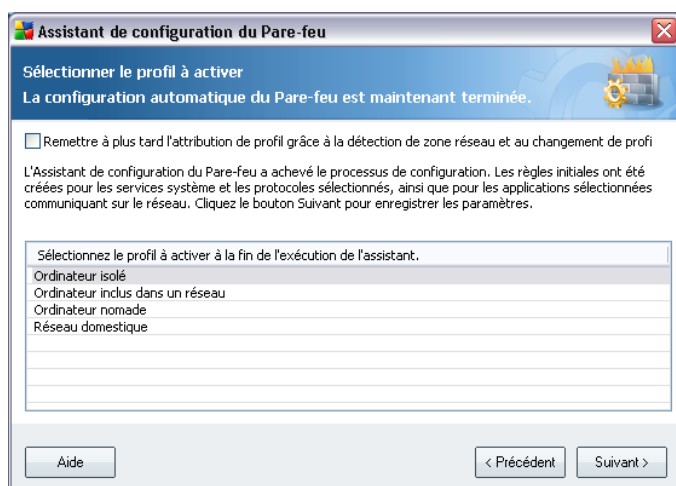 Assistant de configuration du Pare-feu
Sélectionner le profil à activer
La configuration automatique du Pare-feu est maintenant terminée.
Remettre à plus tard l'attribution de profil grâce à la détection de zone réseau et au changement de profi
L'Assistant de configuration du Pare-feu a achevé le processus de configuration. Les règles initiales ont été
créées pour les services système et les protocoles sélectionnés, ainsi que pour les applications sélectionnées
communiquant sur le réseau. Cliquez le bouton Suivant pour enregistrer les paramètres.
Sélectionnez le profil à activer à la fin de l'exécution de l'assistant.
Ordinateur isolé
Ordinateur inclus dans un réseau
Ordinateur nomade
Réseau domestique
Aide
< Précédent
Suivant >